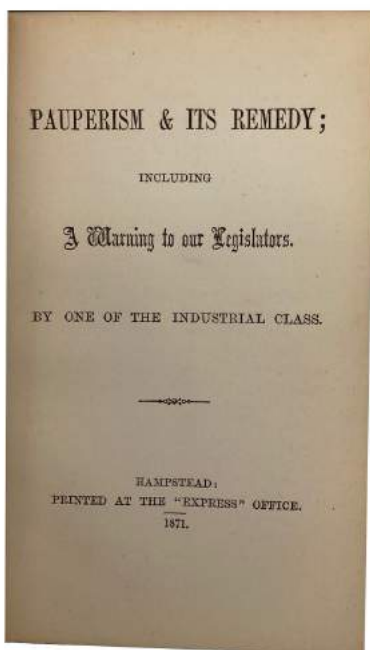 PAUPERISM & ITS REMEDY;
INCLUDING
A Warning to our Legislators.
BY ONE OF THE INDUSTRIAL CLASS.
HAMPSTEAD:
PRINTED AT THE "EXPRESS" OFFICE.
1871.